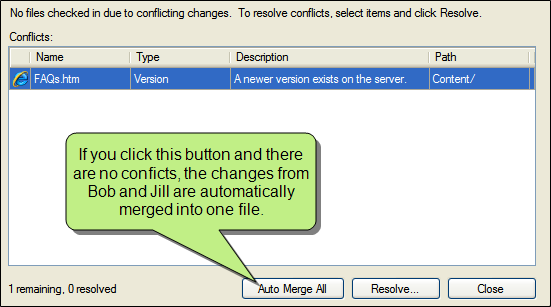 No files checked in due to conflicting changes.  To resolve conflicts, select items and click Resolve.
Conflicts:
Name Type Description Path
FAQs.htm Version A newer version exists on the server. Content/
If you click this button and there
are no conficts, the changes from
Bob and Jill are automatically
merged into one file.
1 remaining, 0 resolved Auto Merge All Resolve... Close